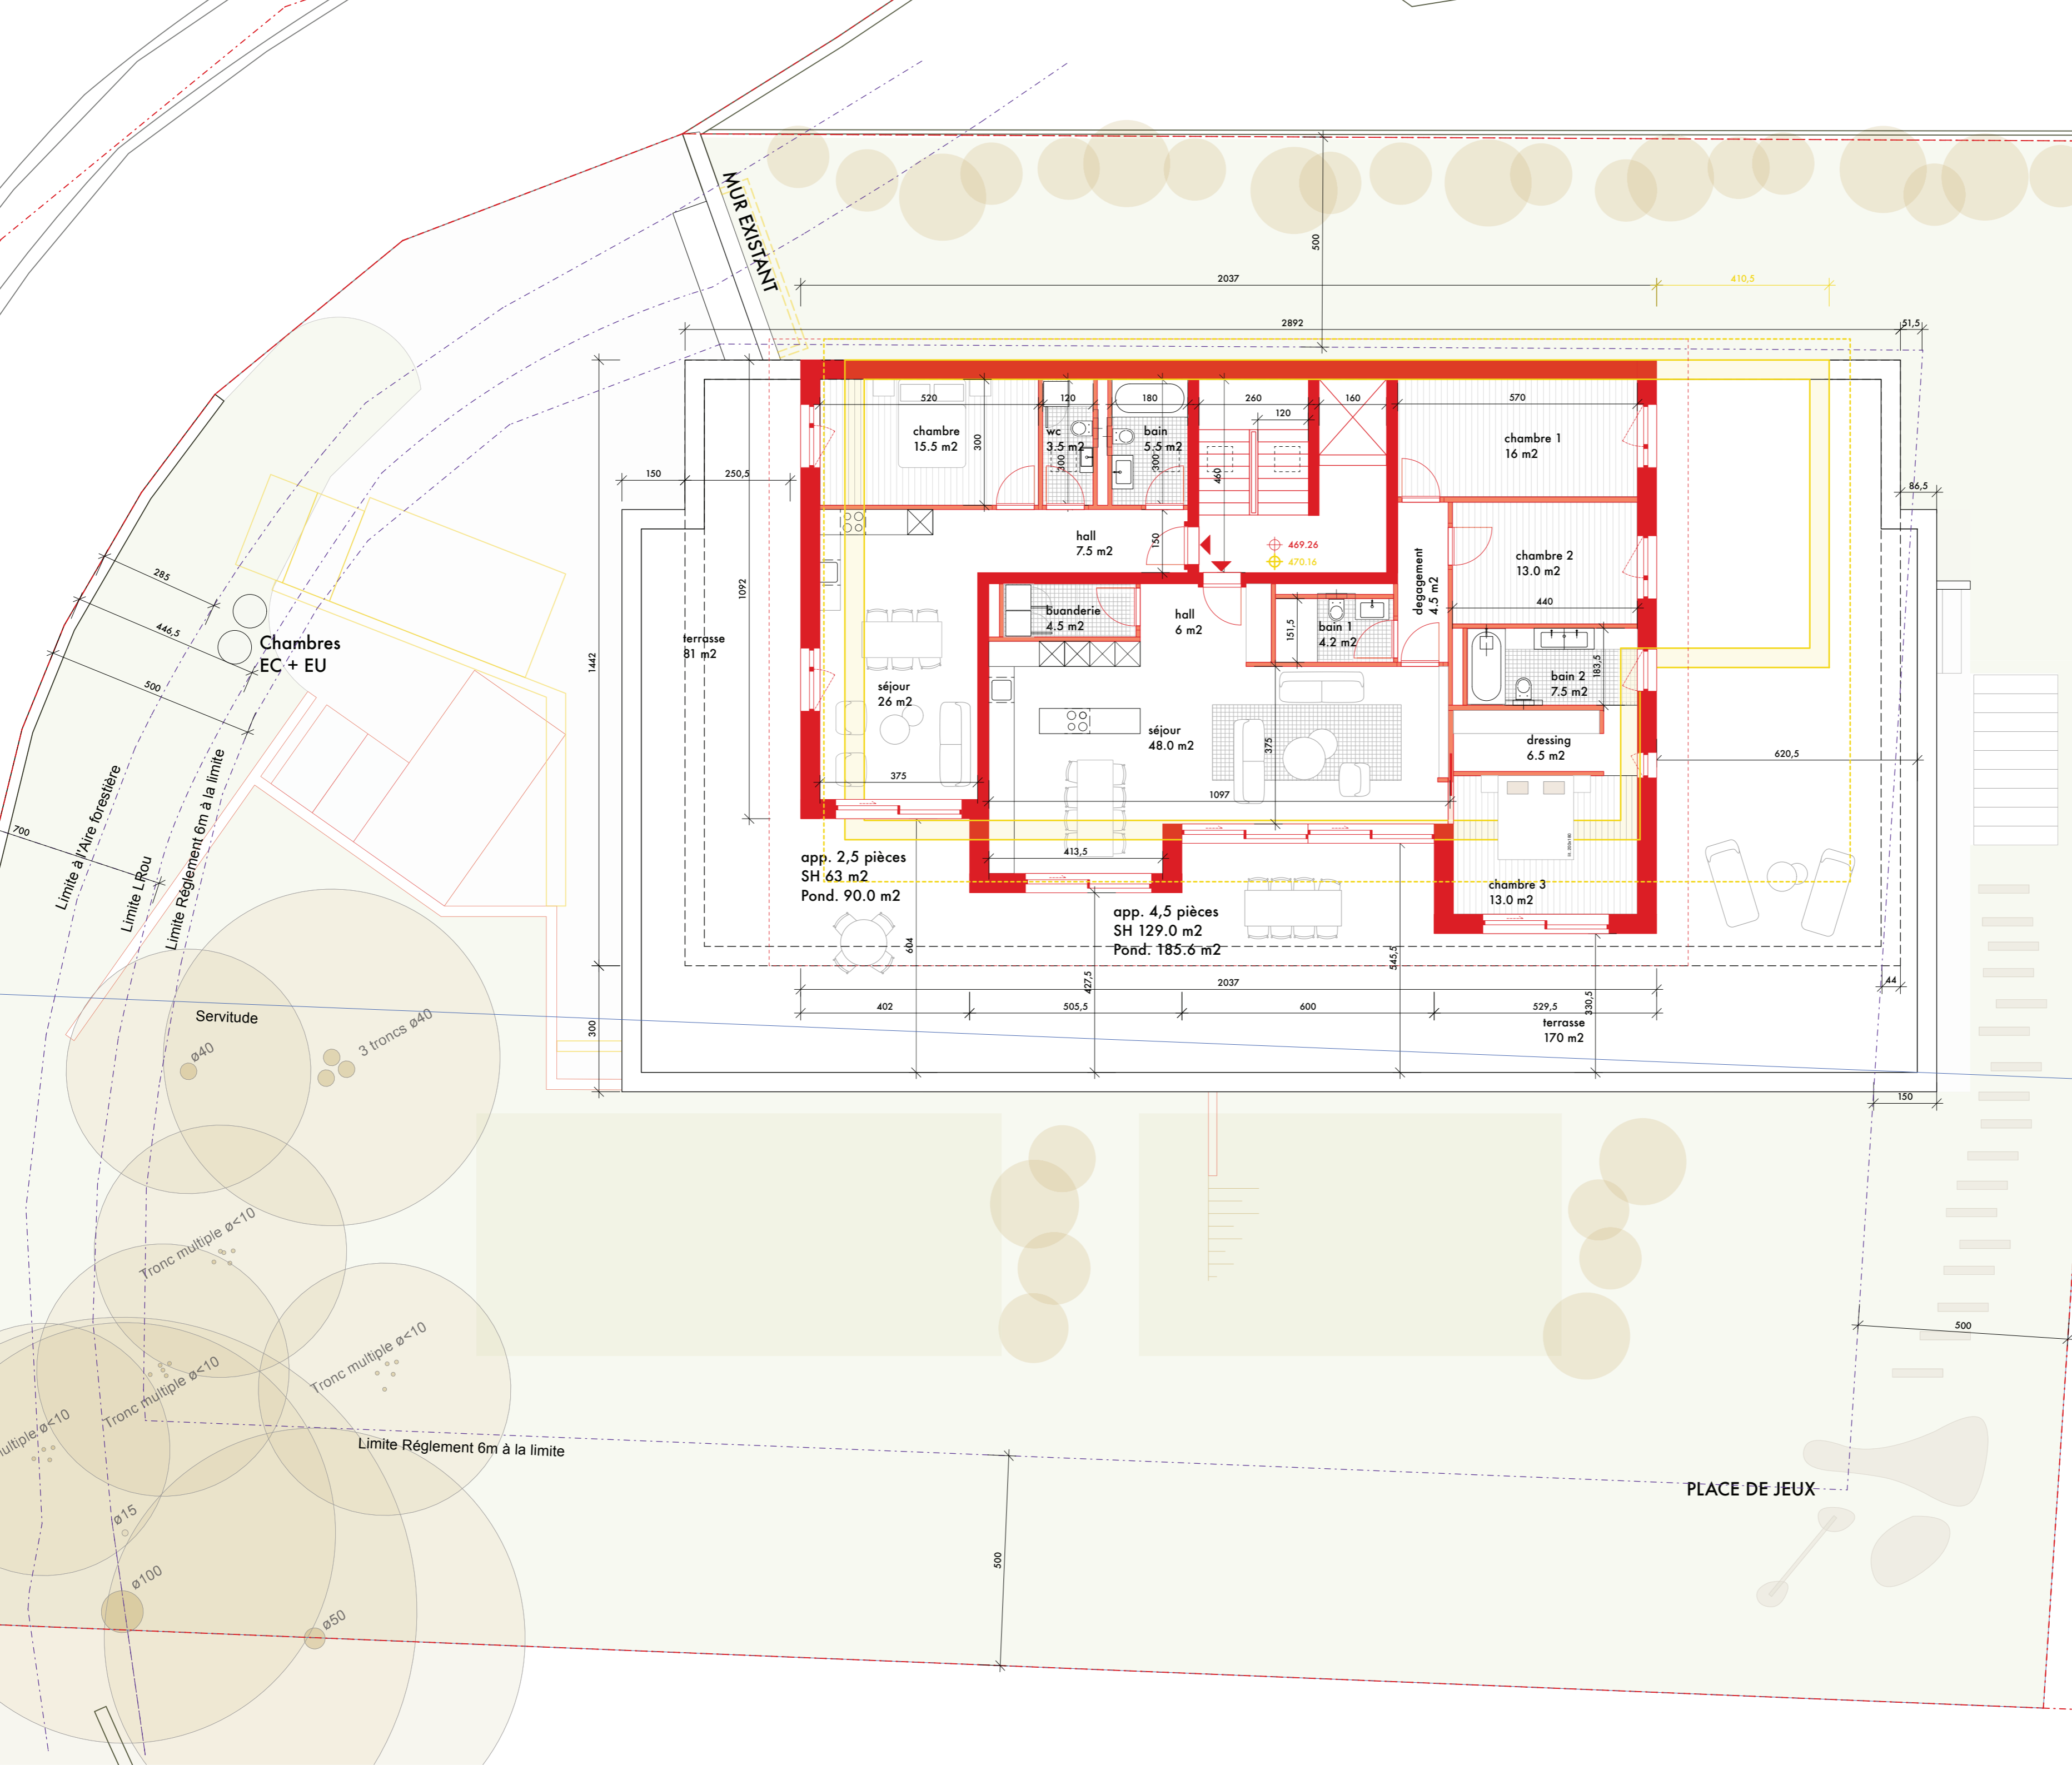 MUR EXISTANT
500
2037
410,5
2892
51,5
520
120
180
260
160
570
120
chambre
15.5 m2
300
wc
3.5 m2
300
bain
5.5 m2
300
460
chambre 1
16 m2
150
250,5
86,5
1092
1442
hall
7.5 m2
150
469.26
470.16
degagement
4.5 m2
chambre 2
13.0 m2
440
285
446,5
500
700
Chambres
EC + EU
terrasse
81 m2
buanderie
4.5 m2
hall
6 m2
151,5
bain 1
4.2 m2
bain 2
7.5 m2
183,5
séjour
26 m2
séjour
48.0 m2
375
375
1097
dressing
6.5 m2
620,5
413,5
app. 2,5 pièces
SH 63 m2
Pond. 90.0 m2
app. 4,5 pièces
SH 129.0 m2
Pond. 185.6 m2
chambre 3
13.0 m2
604
427,5
545,5
330,5
44
2037
402
505,5
600
529,5
terrasse
170 m2
300
150
Limite à l'Aire forestière
Limite LRou
Limite Réglement 6m à la limite
Servitude
ø40
3 troncs ø40
Tronc multiple ø<10
Tronc multiple ø<10
Tronc multiple ø<10
ultiple ø<10
Limite Réglement 6m à la limite
500
500
PLACE DE JEUX
ø15
ø100
ø50